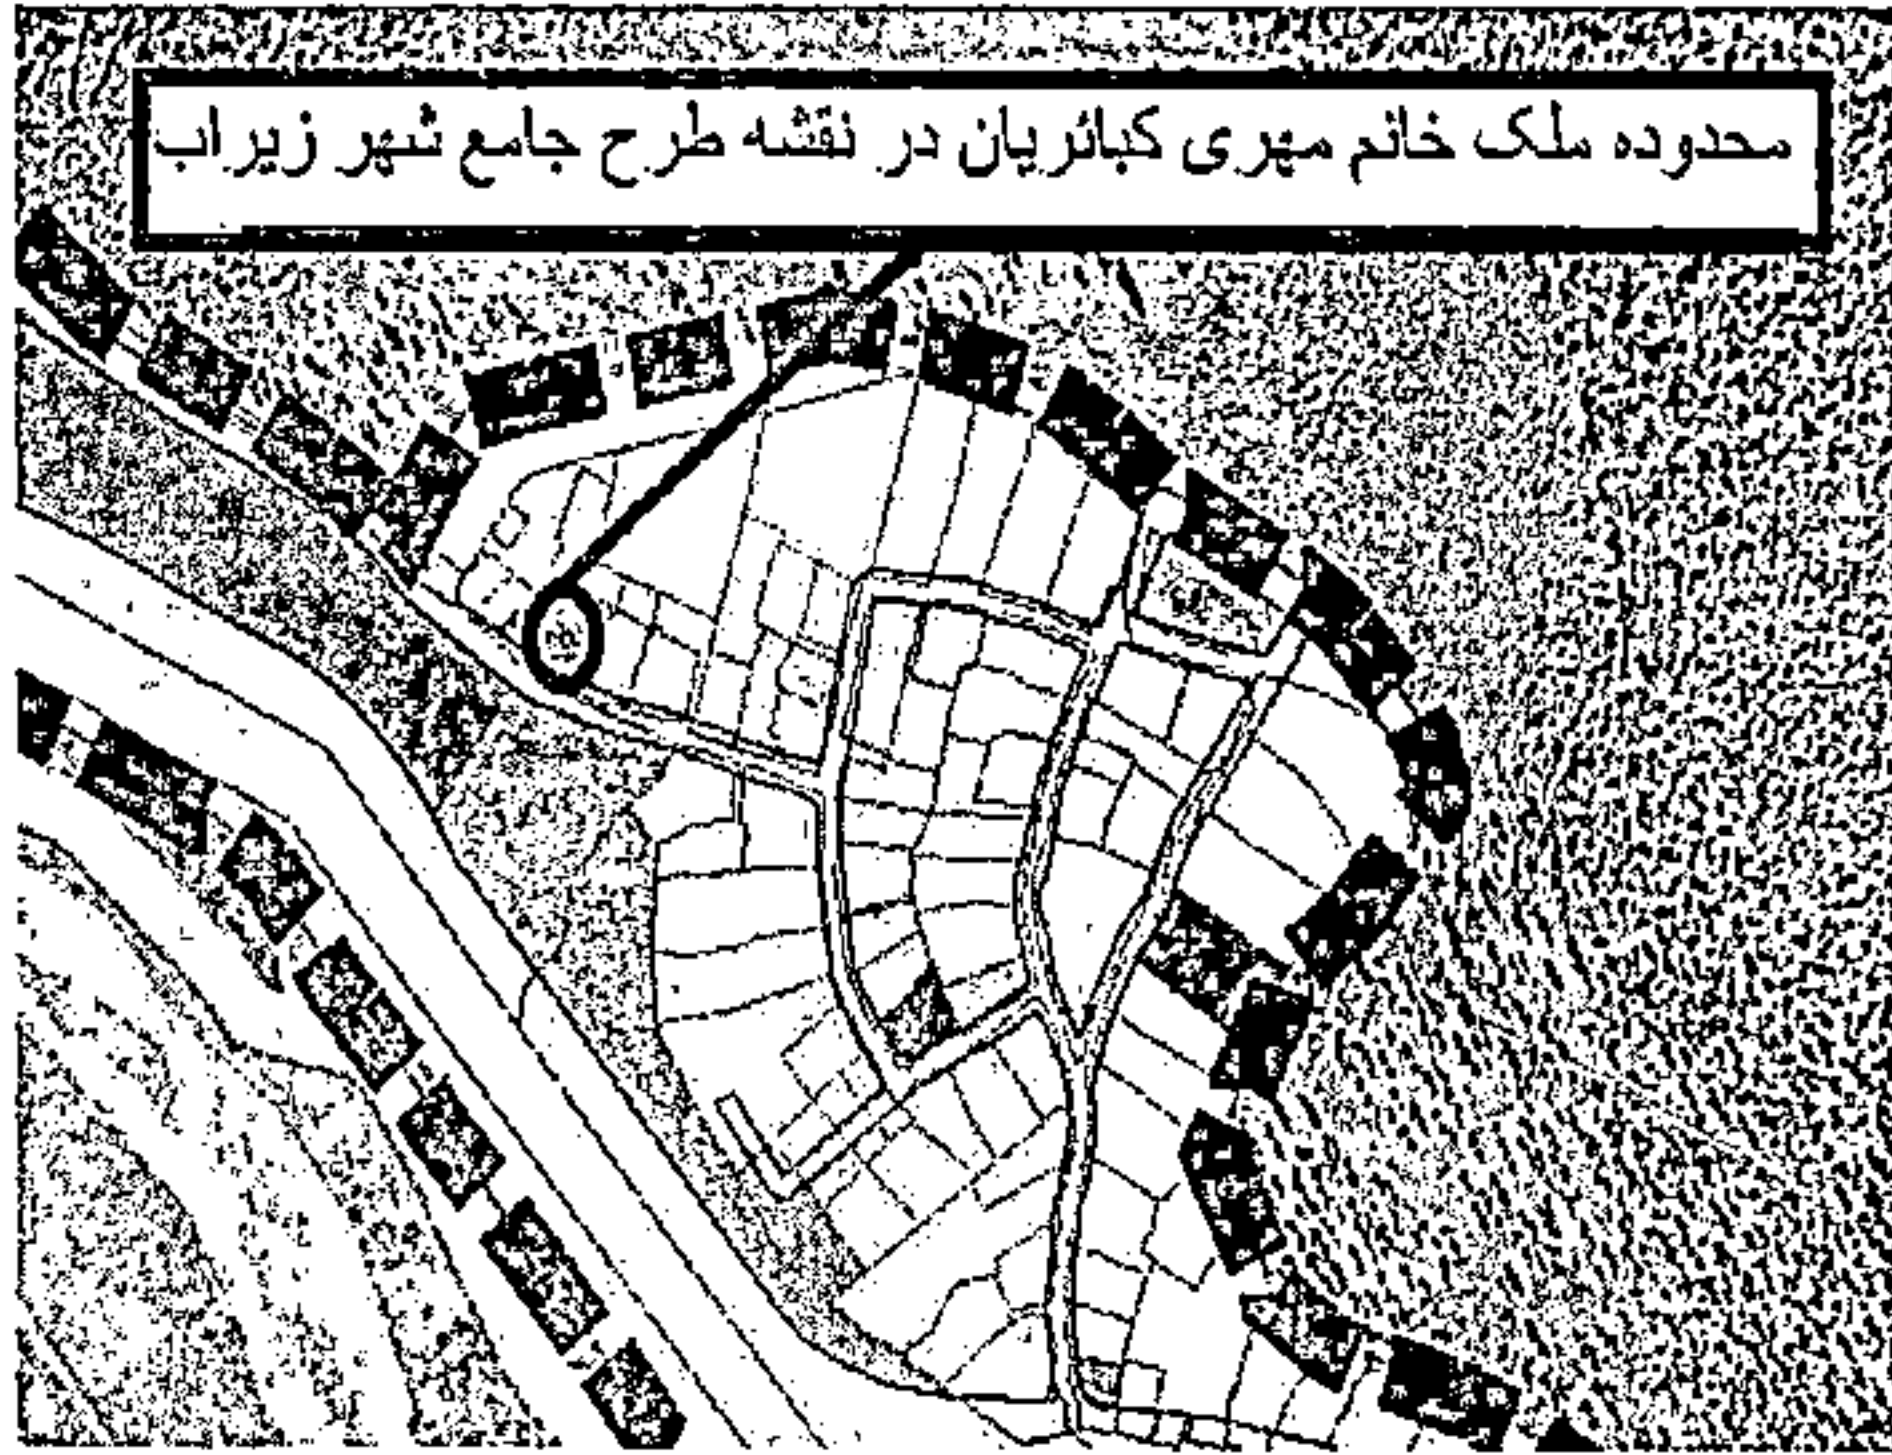 محدوده ملک خانم مهری کبائریان در نقشه طرح جامع شهر زیراب